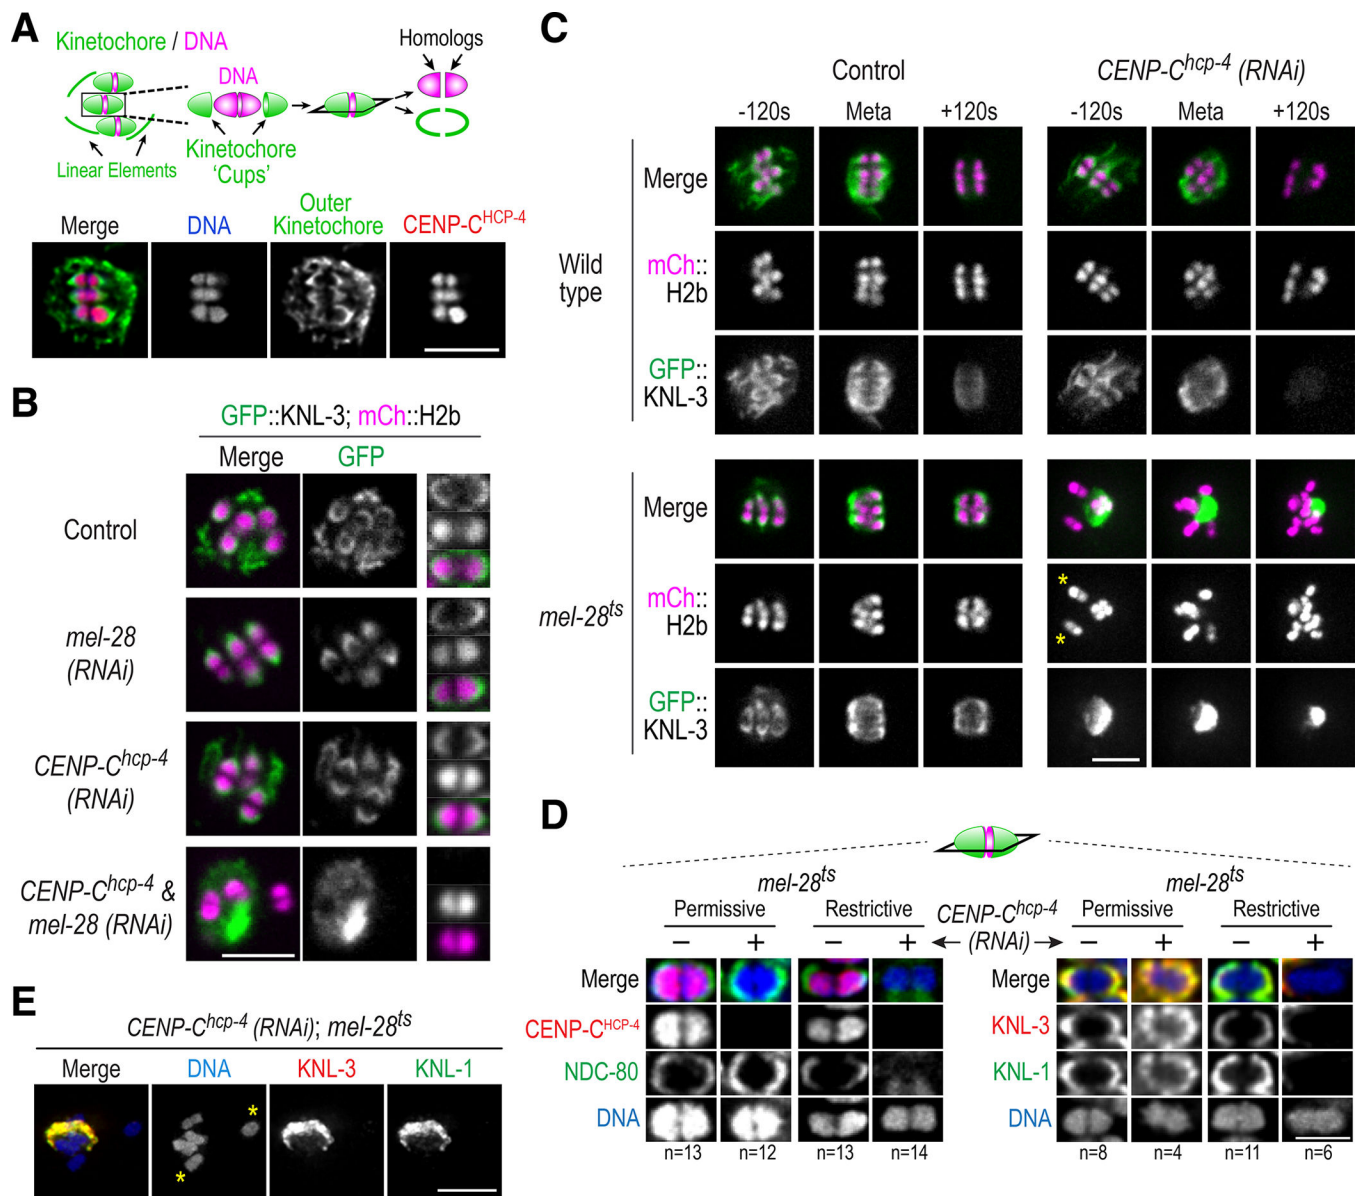 A
Kinetochore / DNA
Homologs
DNA
Linear Elements
Kinetochore
'Cups'
Merge
DNA
Outer
Kinetochore
CENP-C^HCP-4
B
GFP::KNL-3; mCh::H2b
Merge
GFP
Control
mel-28
(RNAi)
CENP-C^hcp-4
(RNAi)
CENP-C^hcp-4 &
mel-28 (RNAi)
C
Control
CENP-C^hcp-4 (RNAi)
-120s
Meta
+120s
-120s
Meta
+120s
Wild
type
Merge
mCh::
H2b
GFP::
KNL-3
mel-28^ts
Merge
mCh::
H2b
*
*
GFP::
KNL-3
D
mel-28^ts
mel-28^ts
Permissive
Restrictive
CENP-C^hcp-4
(RNAi)
Permissive
Restrictive
− + − +
− + − +
Merge
CENP-C^HCP-4
NDC-80
DNA
n=13 n=12 n=13 n=14
Merge
KNL-3
KNL-1
DNA
n=8 n=4 n=11 n=6
E
CENP-C^hcp-4 (RNAi); mel-28^ts
Merge
DNA
KNL-3
KNL-1
*
*